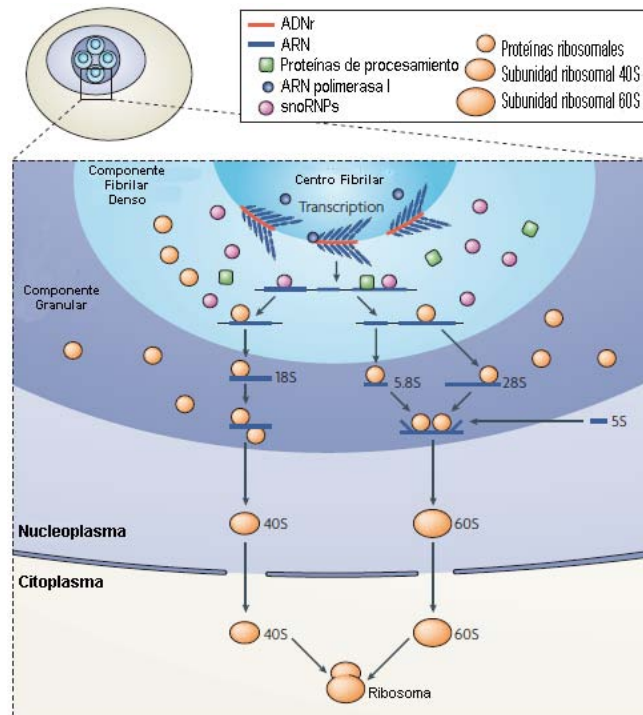 ADNr
ARN
Proteínas de procesamiento
ARN polimerasa I
snoRNPs
Proteínas ribosomales
Subunidad ribosomal 40S
Subunidad ribosomal 60S
Componente
Fibrilar
Denso
Centro Fibrilar
Transcription
Componente
Granular
18S
5.8S
28S
5S
Nucleoplasma
40S
60S
Citoplasma
40S
60S
Ribosoma